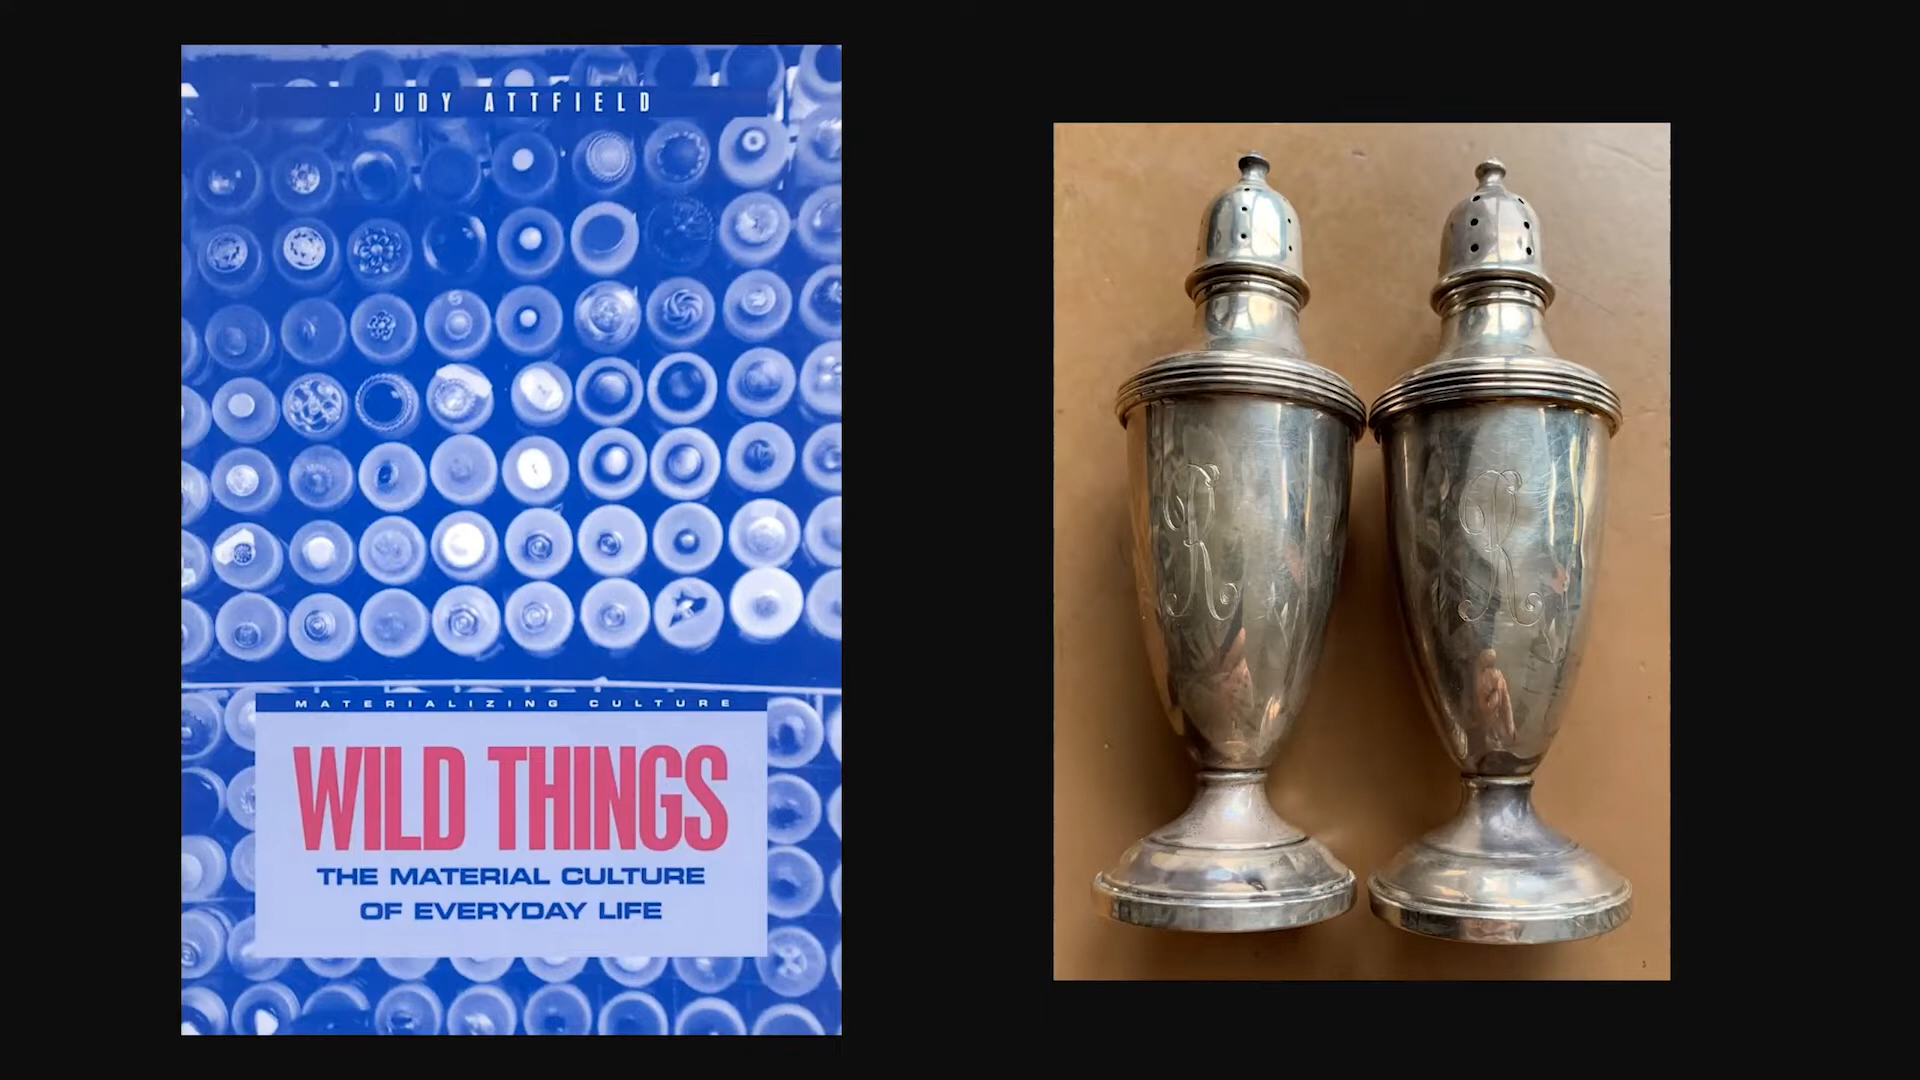 JUDY ATTFIELD
MATERIALIZING CULTURE
WILD THINGS
THE MATERIAL CULTURE
OF EVERYDAY LIFE
R
R